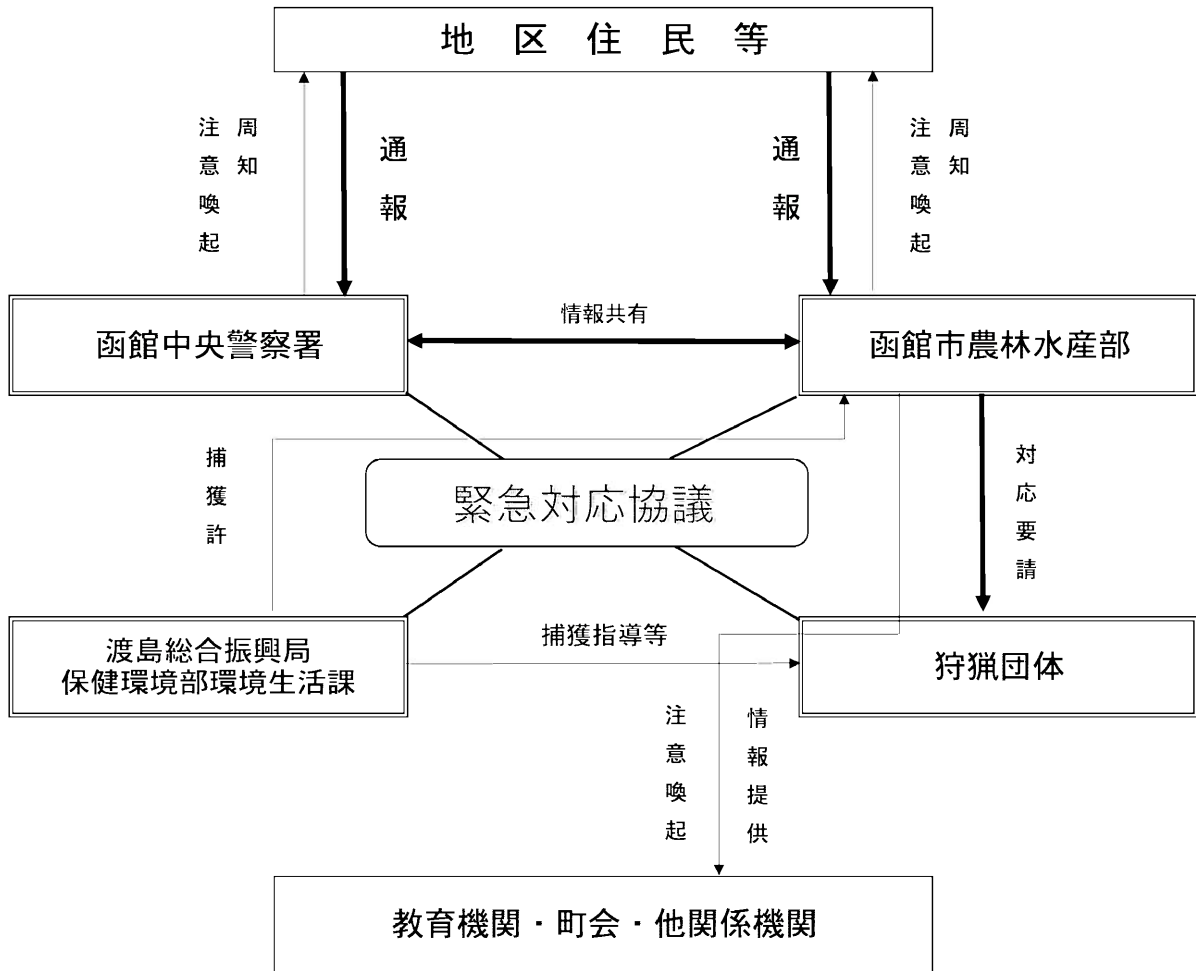 地区住民等
注意喚起
周知
通報
通報
注意喚起
周知
函館中央警察署
情報共有
函館市農林水産部
捕獲許
緊急対応協議
対応要請
渡島総合振興局
保健環境部環境生活課
捕獲指導等
狩猟団体
注意喚起
情報提供
教育機関・町会・他関係機関